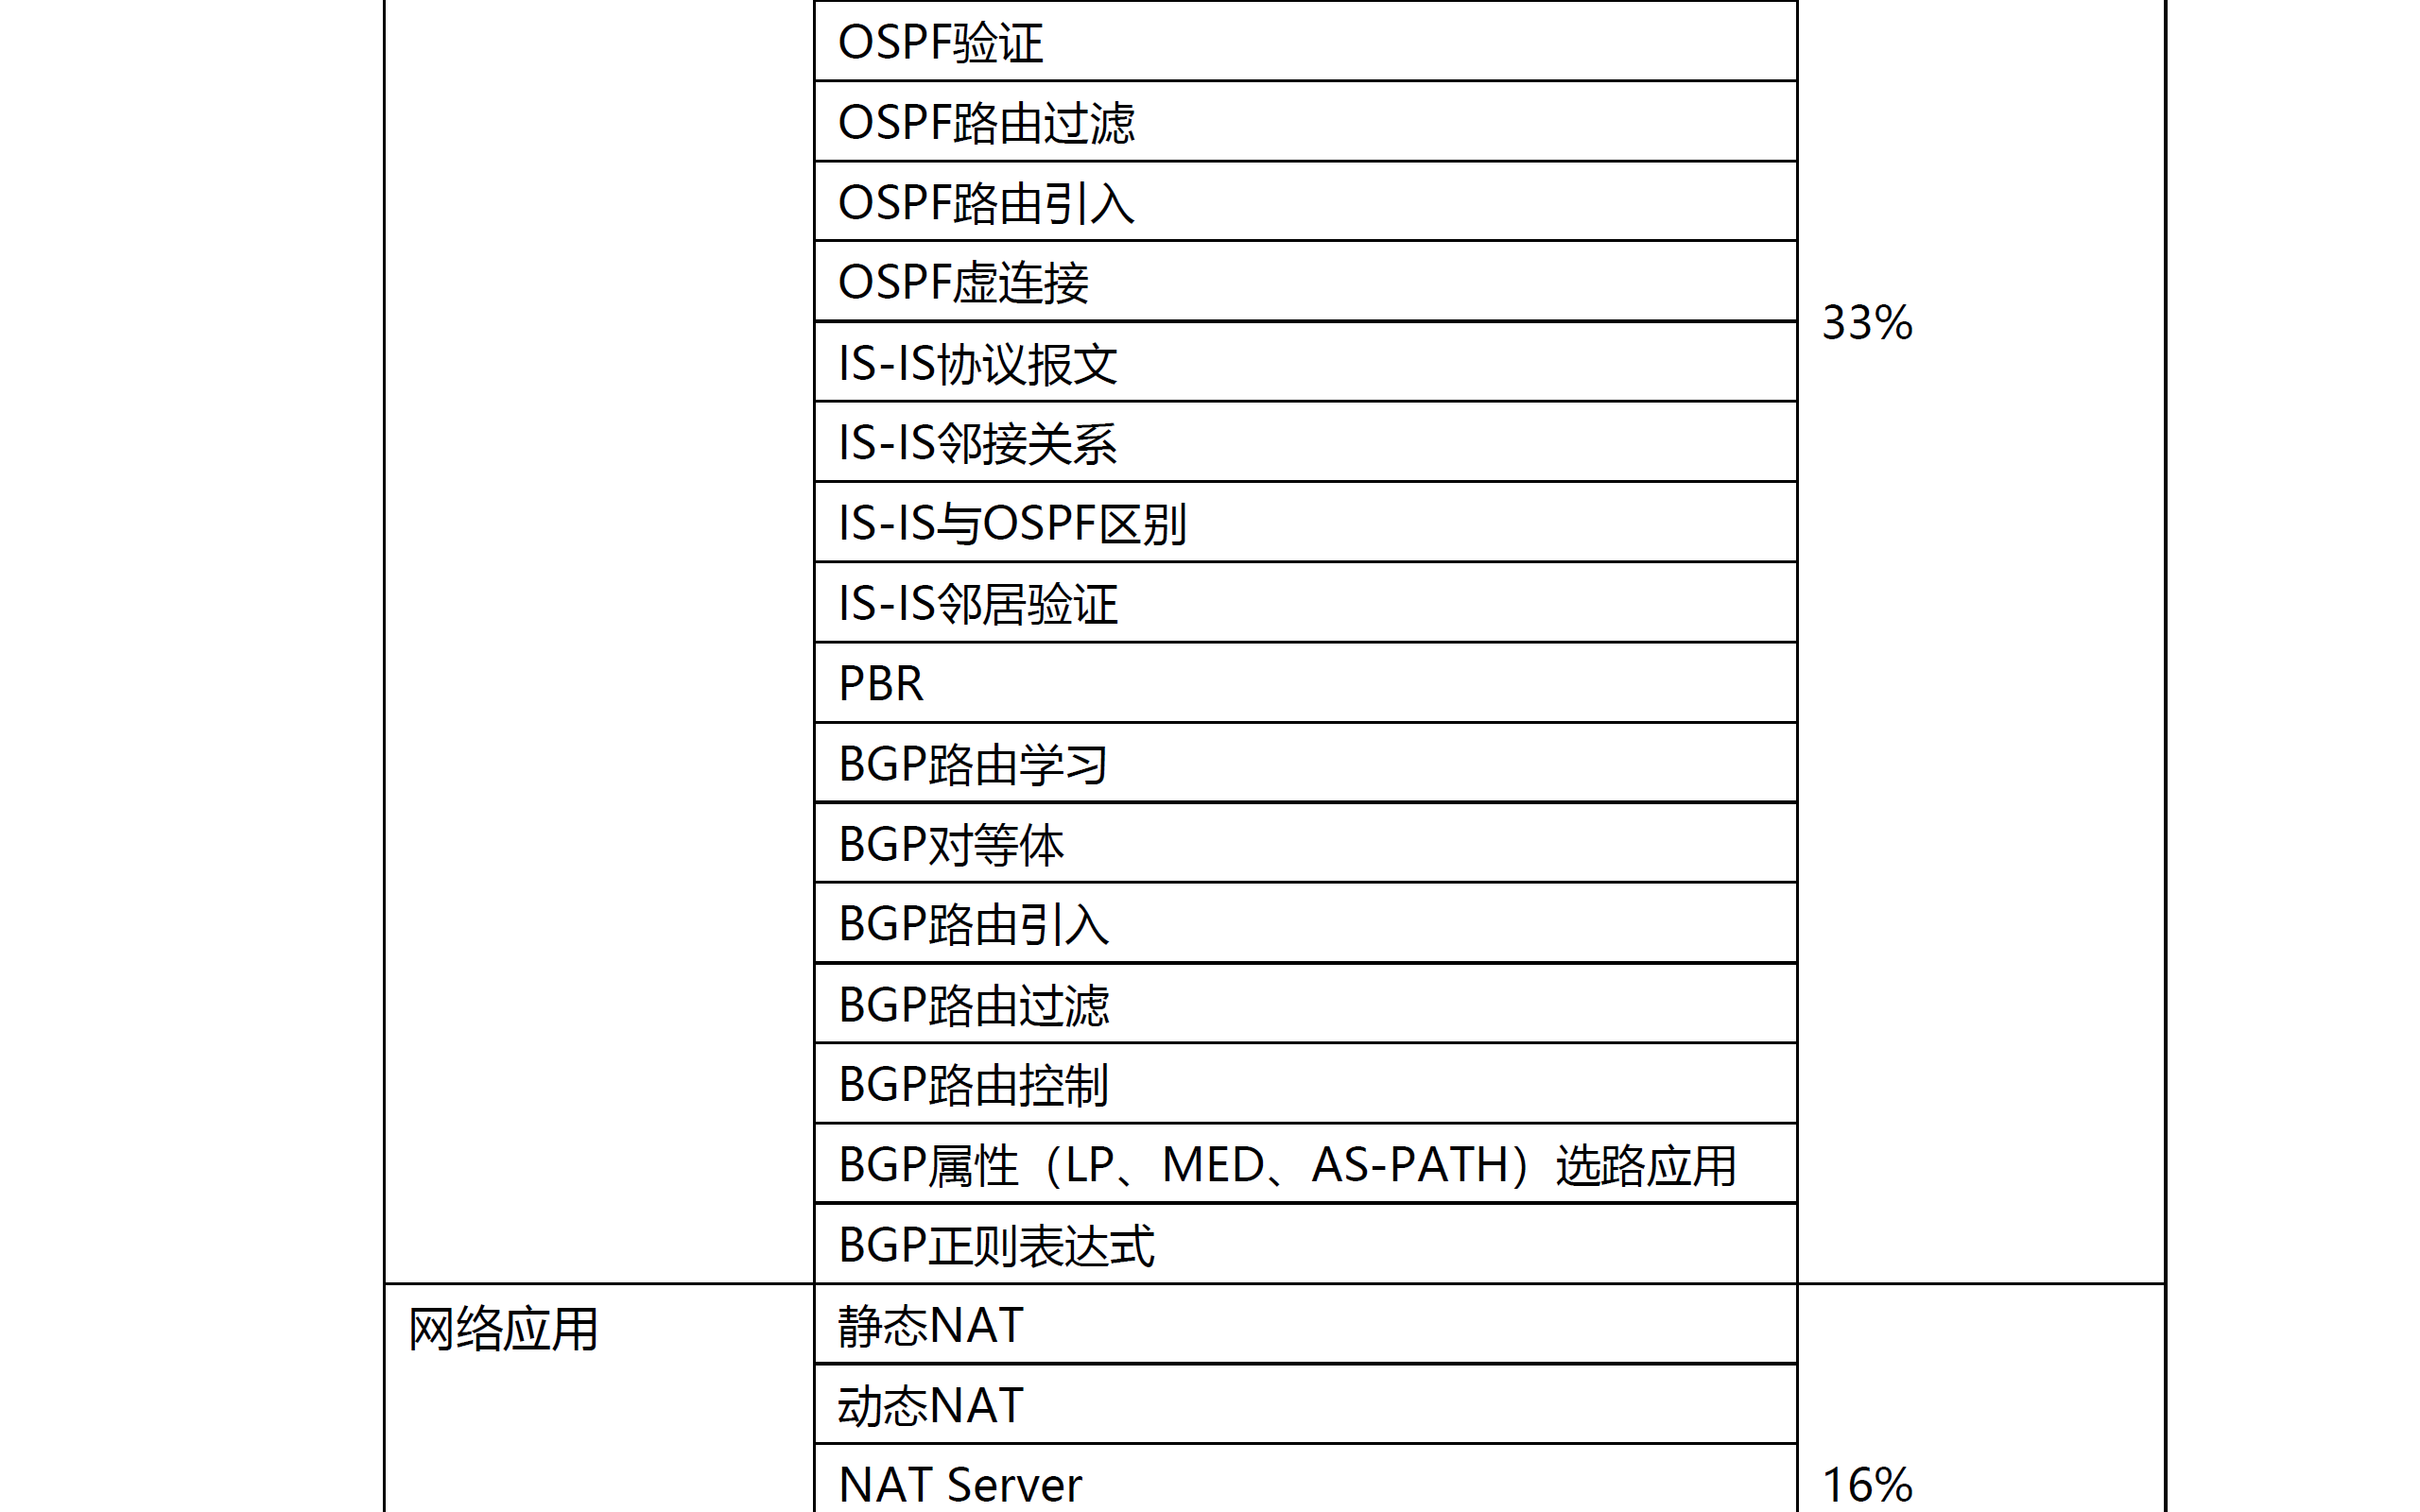 OSPF验证
OSPF路由过滤
OSPF路由引入
OSPF虚连接
33%
IS-IS协议报文
IS-IS邻接关系
IS-IS与OSPF区别
IS-IS邻居验证
PBR
BGP路由学习
BGP对等体
BGP路由引入
BGP路由过滤
BGP路由控制
BGP属性（LP、MED、AS-PATH）选路应用
BGP正则表达式
网络应用
静态NAT
动态NAT
NAT Server
16%